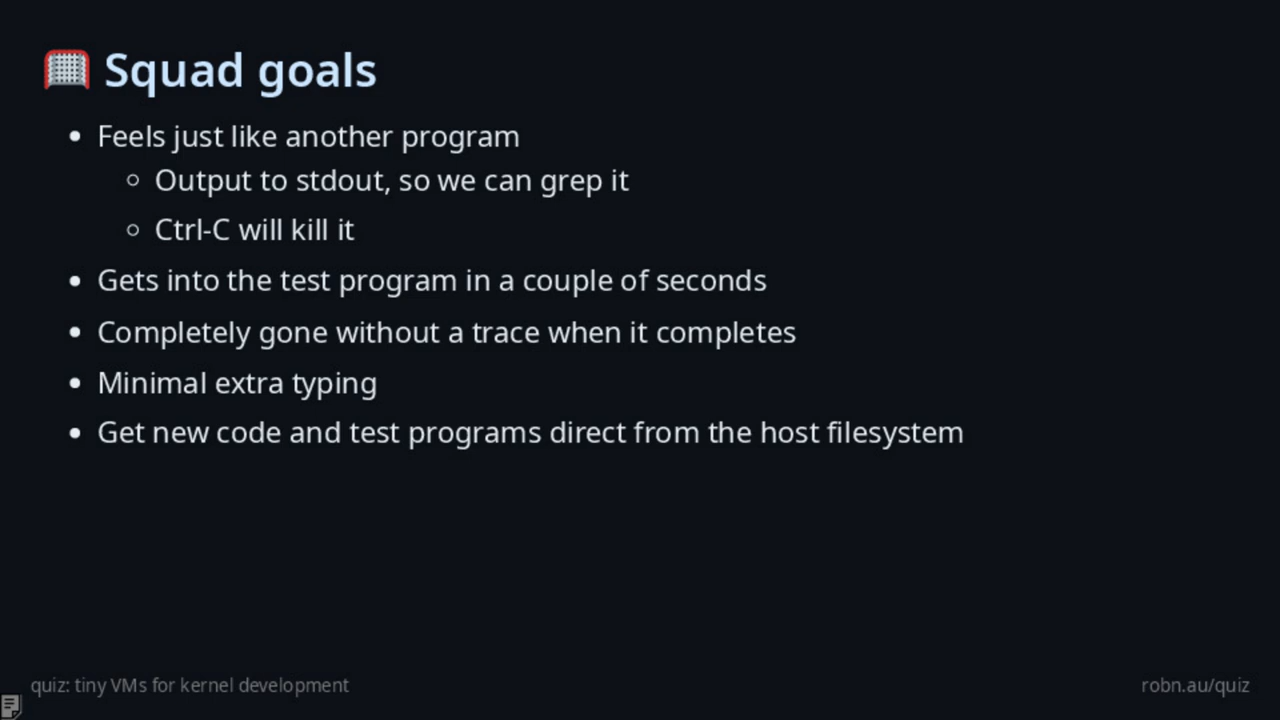 Squad goals
Feels just like another program
Output to stdout, so we can grep it
Ctrl-C will kill it
Gets into the test program in a couple of seconds
Completely gone without a trace when it completes
Minimal extra typing
Get new code and test programs direct from the host filesystem
quiz: tiny VMs for kernel development
robn.au/quiz